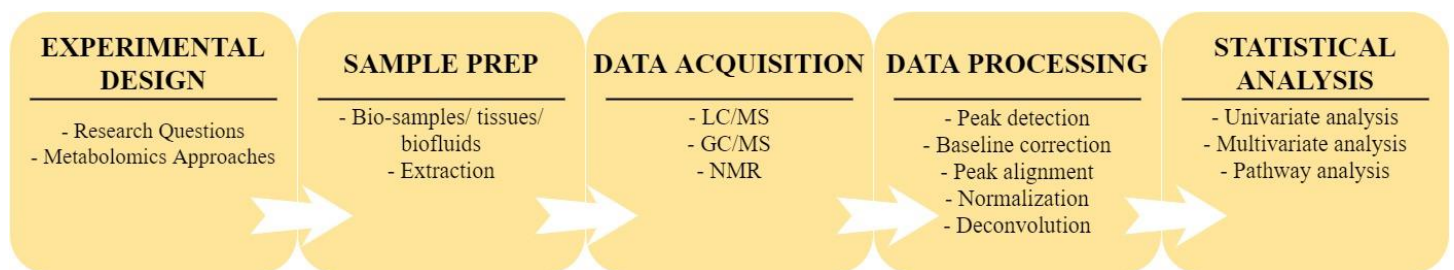 EXPERIMENTAL
DESIGN
- Research Questions
- Metabolomics Approaches
SAMPLE PREP
- Bio-samples/ tissues/
biofluids
- Extraction
DATA ACQUISITION
- LC/MS
- GC/MS
- NMR
DATA PROCESSING
- Peak detection
- Baseline correction
- Peak alignment
- Normalization
- Deconvolution
STATISTICAL
ANALYSIS
- Univariate analysis
- Multivariate analysis
- Pathway analysis